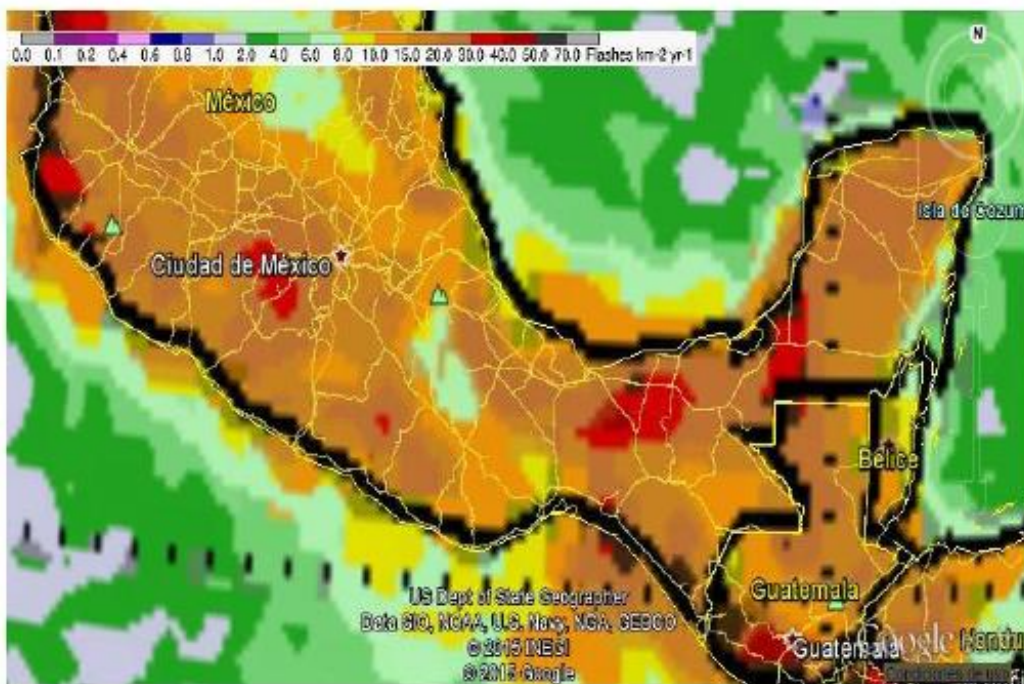 0.0 0.1 0.2 0.4 0.6 0.8 1.0 2.0 4.0 6.0 8.0 10.0 15.0 20.0 30.0 40.0 50.0 70.0 Flashes km-2 yr-1
N
México
Isla de Cozum
Ciudad de México
Belice
Guatemala
US Dept of State Geographer
Data SIO, NOAA, U.S. Navy, NGA, GEBCO
© 2015 INEGI
© 2015 Google
Guatemala
Google
Hondu